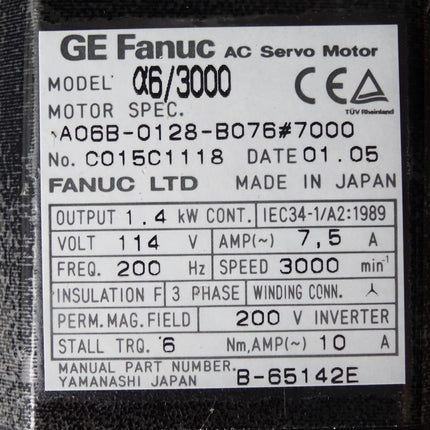 GE Fanuc AC Servo Motor
MODEL α6/3000
CE TÜV Rheinland
MOTOR SPEC.
A06B-0128-B076#7000
No. C015C1118 DATE 01.05
FANUC LTD MADE IN JAPAN
OUTPUT 1.4 kW CONT. IEC34-1/A2:1989
VOLT 114 V AMP(~) 7,5 A
FREQ. 200 Hz SPEED 3000 min⁻¹
INSULATION F 3 PHASE WINDING CONN. ⅄
PERM.MAG.FIELD 200 V INVERTER
STALL TRQ. 6 Nm,AMP(~) 10 A
MANUAL PART NUMBER.
YAMANASHI JAPAN B-65142E